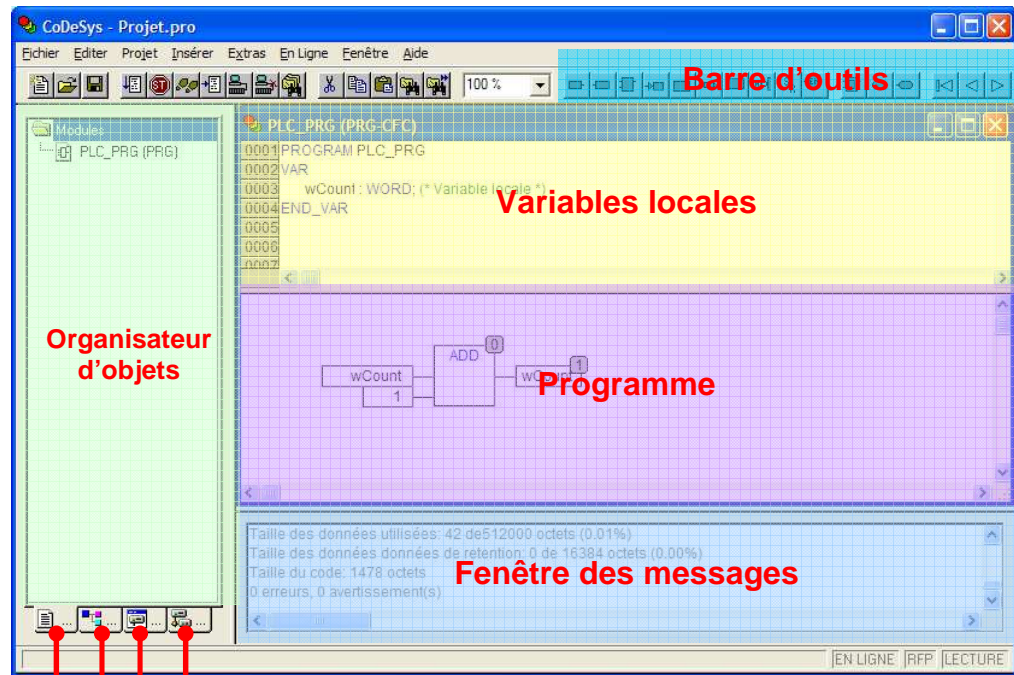 CoDeSys - Projet.pro
Fichier Editer Projet Insérer Extras En Ligne Fenêtre Aide
100 %
Barre d'outils
Modules
PLC_PRG (PRG)
PLC_PRG (PRG-CFC)
0001 PROGRAM PLC_PRG
0002 VAR
0003 wCount : WORD; (* Variable locale *)
0004 END_VAR
0005
0006
0007
Variables locales
Organisateur
d'objets
0
ADD
wCount
1
wCount
1
Programme
Taille des données utilisées: 42 de512000 octets (0.01%)
Taille des données données de retention: 0 de 16384 octets (0.00%)
Taille du code: 1478 octets
0 erreurs, 0 avertissement(s)
Fenêtre des messages
... ... ... ...
EN LIGNE RFP LECTURE